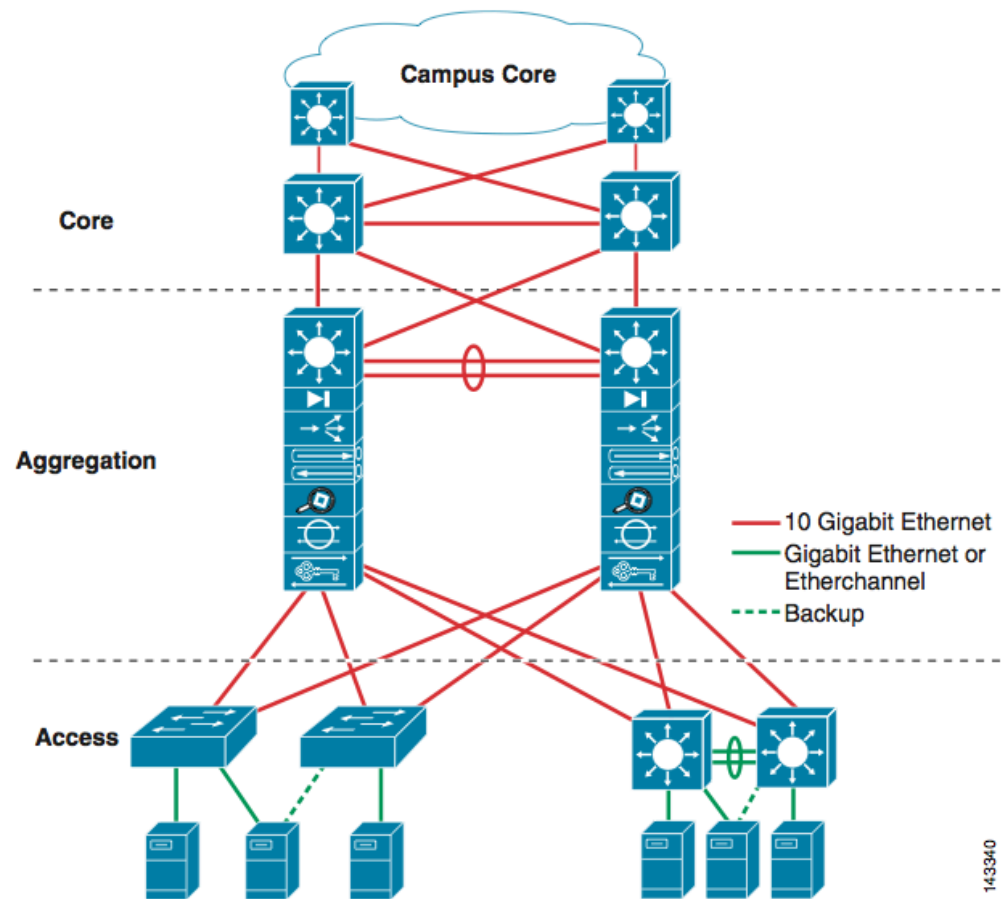 Campus Core
Core
Aggregation
10 Gigabit Ethernet
Gigabit Ethernet or
Etherchannel
Backup
Access
143340